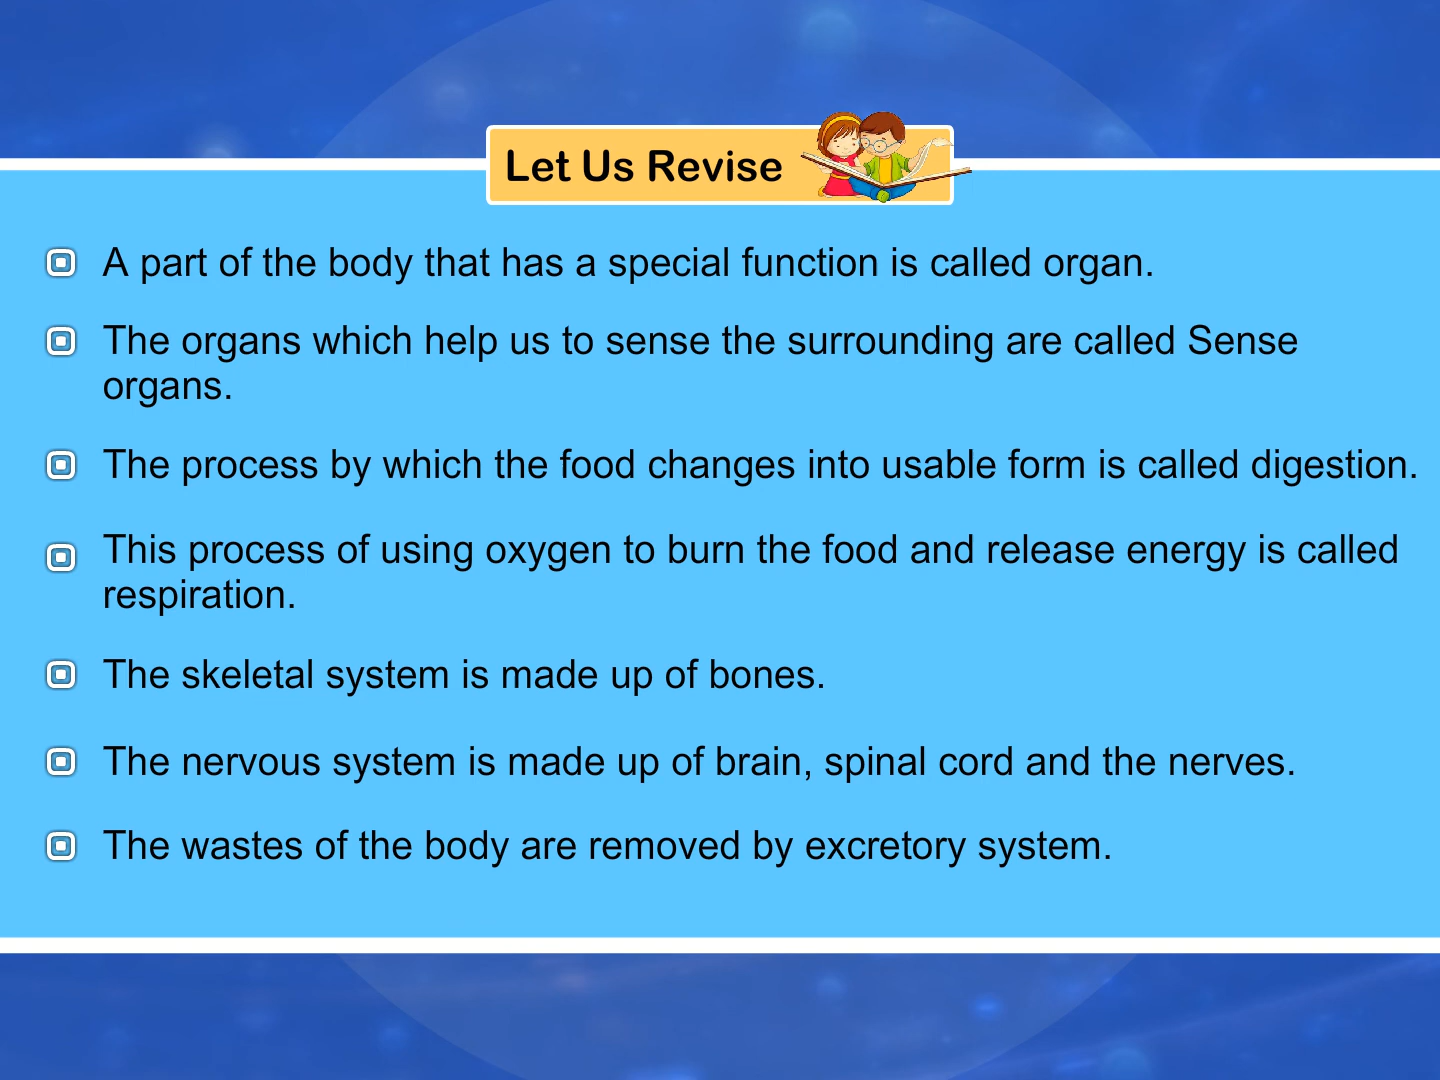 Let Us Revise
A part of the body that has a special function is called organ.
The organs which help us to sense the surrounding are called Sense
organs.
The process by which the food changes into usable form is called digestion.
This process of using oxygen to burn the food and release energy is called
respiration.
The skeletal system is made up of bones.
The nervous system is made up of brain, spinal cord and the nerves.
The wastes of the body are removed by excretory system.